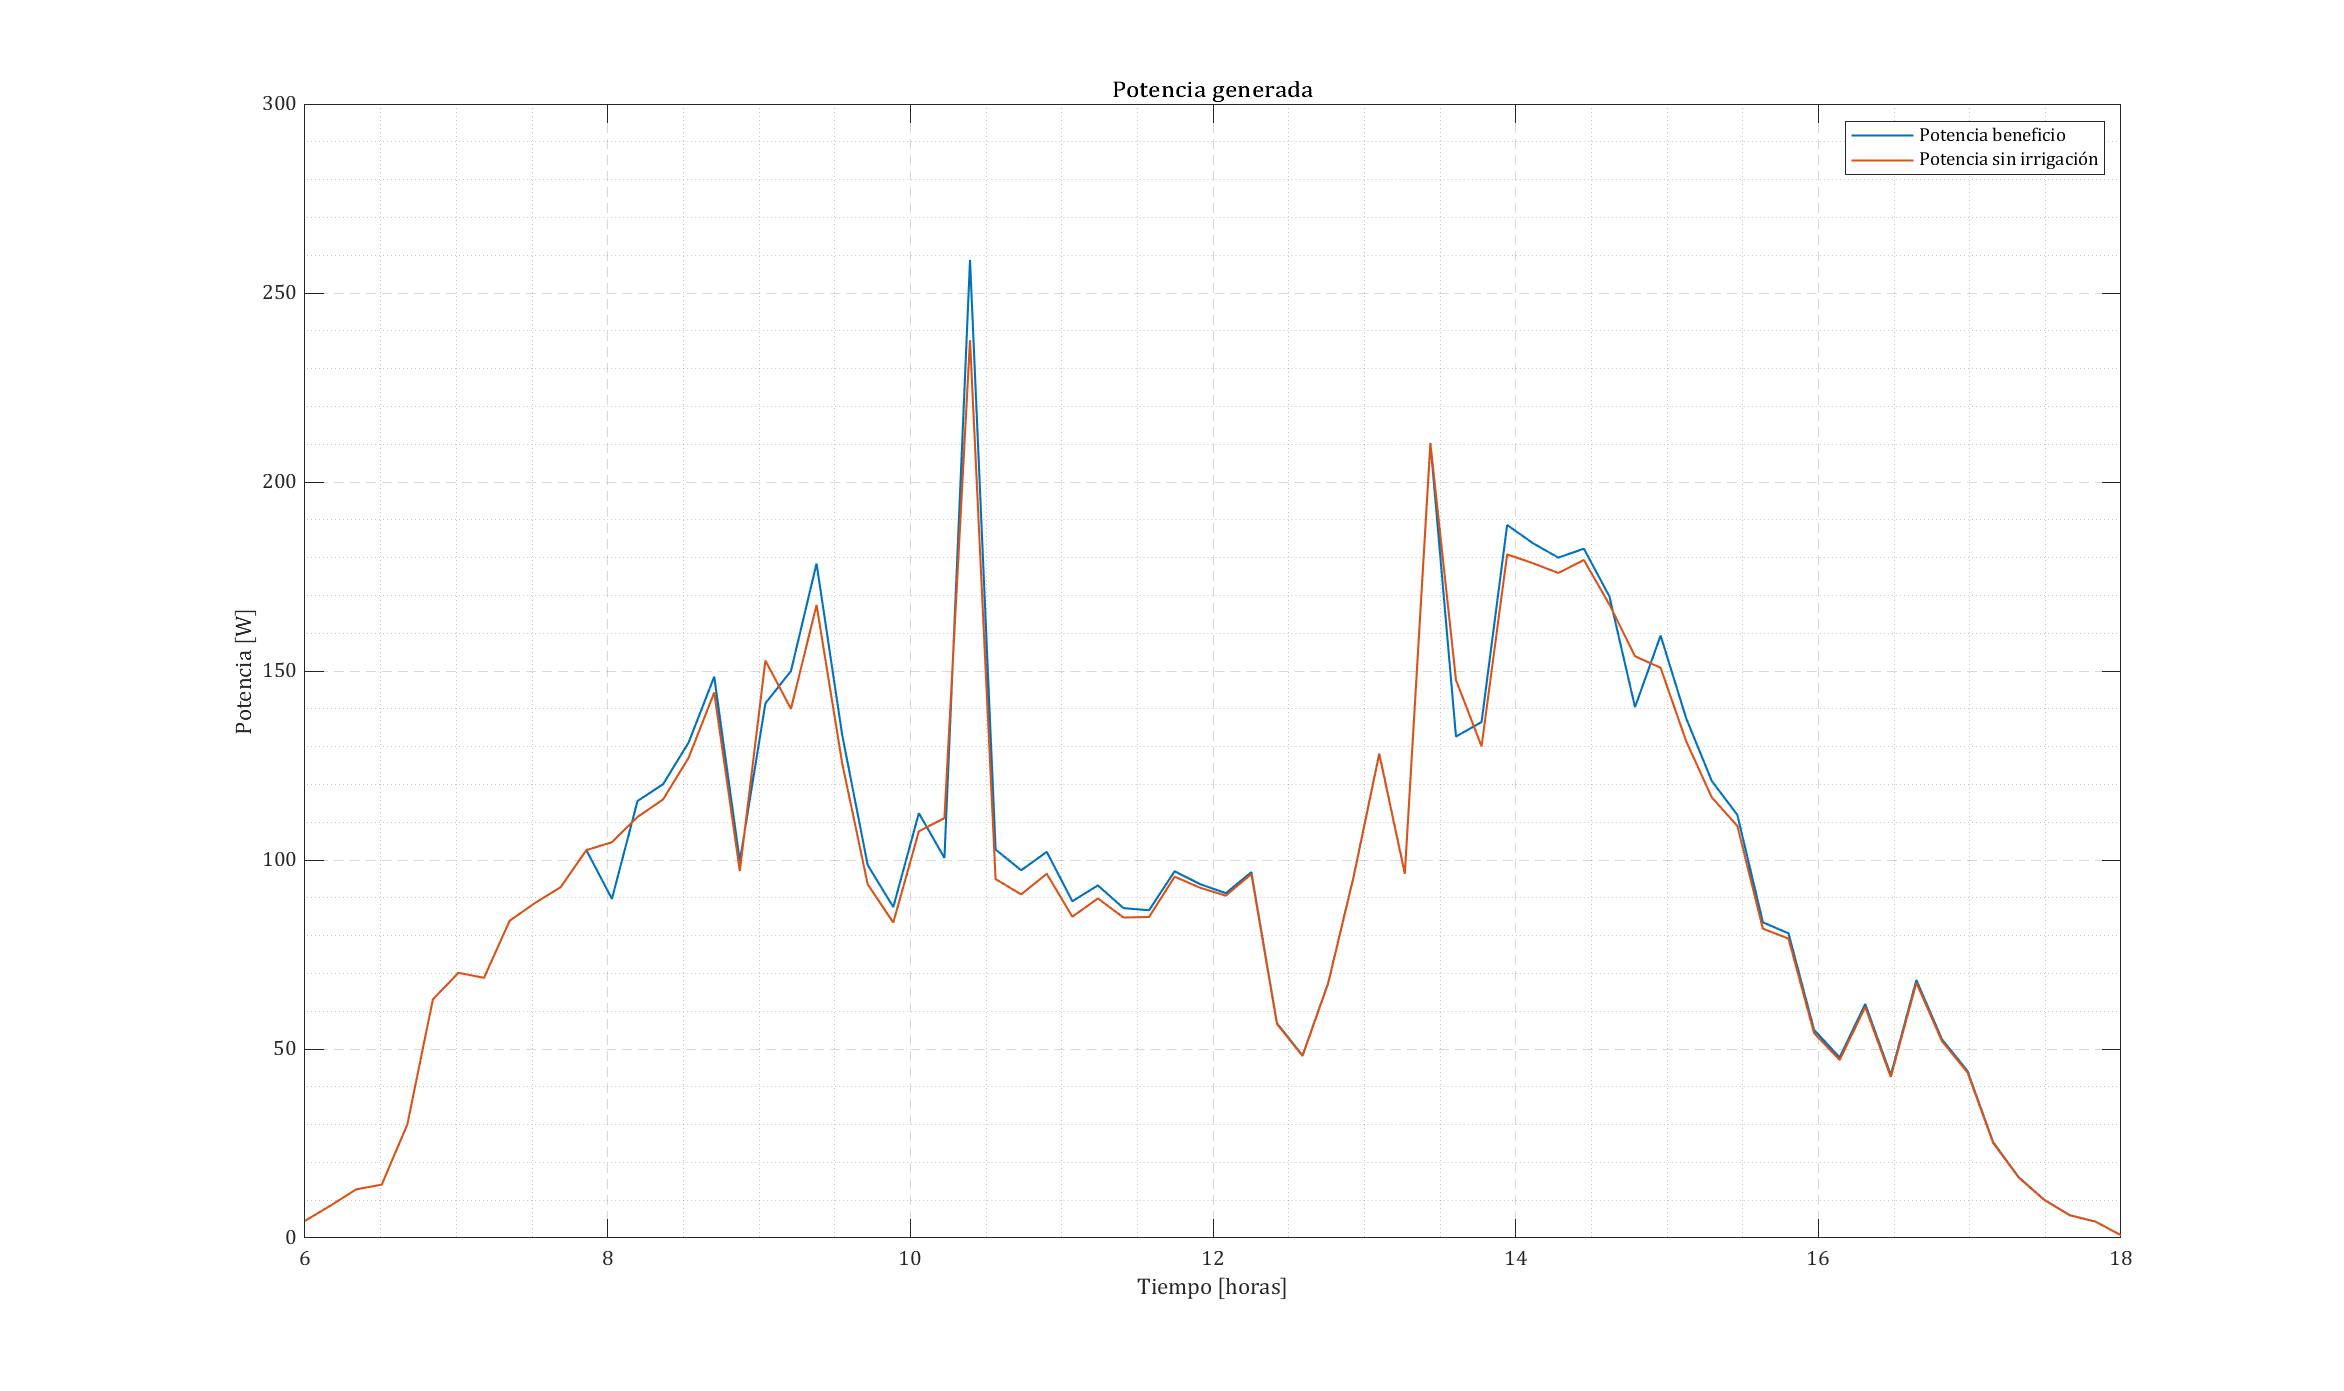 Potencia generada
300
250
200
150
100
50
0
Potencia [W]
Potencia beneficio
Potencia sin irrigación
6 8 10 12 14 16 18
Tiempo [horas]